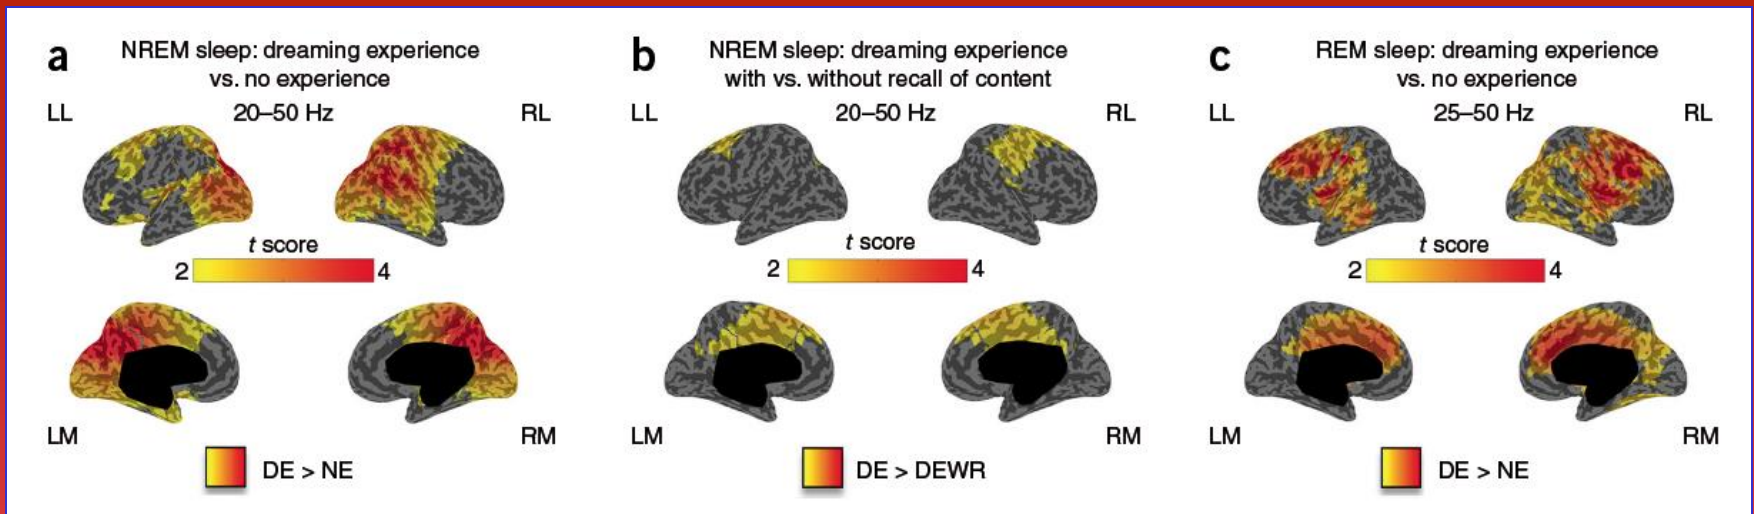 a
NREM sleep: dreaming experience
vs. no experience
LL
20–50 Hz
RL
t score
2
4
LM
RM
DE > NE
b
NREM sleep: dreaming experience
with vs. without recall of content
LL
20–50 Hz
RL
t score
2
4
LM
RM
DE > DEWR
c
REM sleep: dreaming experience
vs. no experience
LL
25–50 Hz
RL
t score
2
4
LM
RM
DE > NE